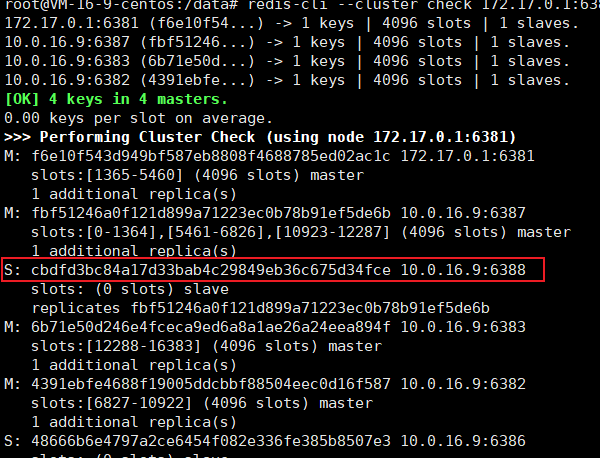 root@VM-16-9-centos:/data# redis-cli --cluster check 172.17.0.1:638
172.17.0.1:6381 (f6e10f54...) -> 1 keys | 4096 slots | 1 slaves.
10.0.16.9:6387 (fbf51246...) -> 1 keys | 4096 slots | 1 slaves.
10.0.16.9:6383 (6b71e50d...) -> 1 keys | 4096 slots | 1 slaves.
10.0.16.9:6382 (4391ebfe...) -> 1 keys | 4096 slots | 1 slaves.
[OK] 4 keys in 4 masters.
0.00 keys per slot on average.
>>> Performing Cluster Check (using node 172.17.0.1:6381)
M: f6e10f543d949bf587eb8808f4688785ed02ac1c 172.17.0.1:6381
slots:[1365-5460] (4096 slots) master
1 additional replica(s)
M: fbf51246a0f121d899a71223ec0b78b91ef5de6b 10.0.16.9:6387
slots:[0-1364],[5461-6826],[10923-12287] (4096 slots) master
1 additional replica(s)
S: cbdfd3bc84a17d33bab4c29849eb36c675d34fce 10.0.16.9:6388
slots: (0 slots) slave
replicates fbf51246a0f121d899a71223ec0b78b91ef5de6b
M: 6b71e50d246e4fceca9ed6a8a1ae26a24eea894f 10.0.16.9:6383
slots:[12288-16383] (4096 slots) master
1 additional replica(s)
M: 4391ebfe4688f19005ddcbbf88504eec0d16f587 10.0.16.9:6382
slots:[6827-10922] (4096 slots) master
1 additional replica(s)
S: 48666b6e4797a2ce6454f082e336fe385b8507e3 10.0.16.9:6386
slots: (0 slots) slave